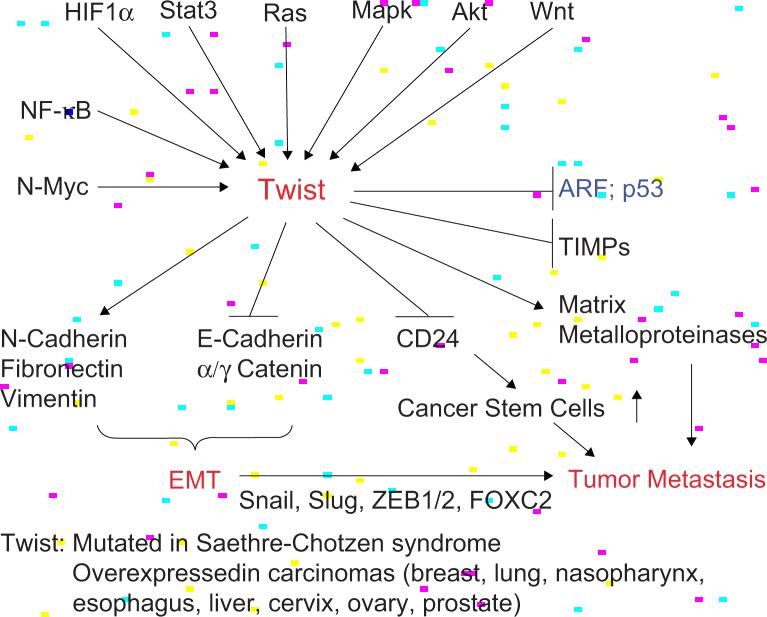 HIF1α Stat3 Ras Mapk Akt Wnt
NF-κB
N-Myc
Twist
ARF; p53
TIMPs
Matrix
Metalloproteinases
N-Cadherin
Fibronectin
Vimentin
E-Cadherin
α/γ Catenin
CD24
Cancer Stem Cells
EMT
Tumor Metastasis
Snail, Slug, ZEB1/2, FOXC2
Twist: Mutated in Saethre-Chotzen syndrome
Overexpressedin carcinomas (breast, lung, nasopharynx,
esophagus, liver, cervix, ovary, prostate)